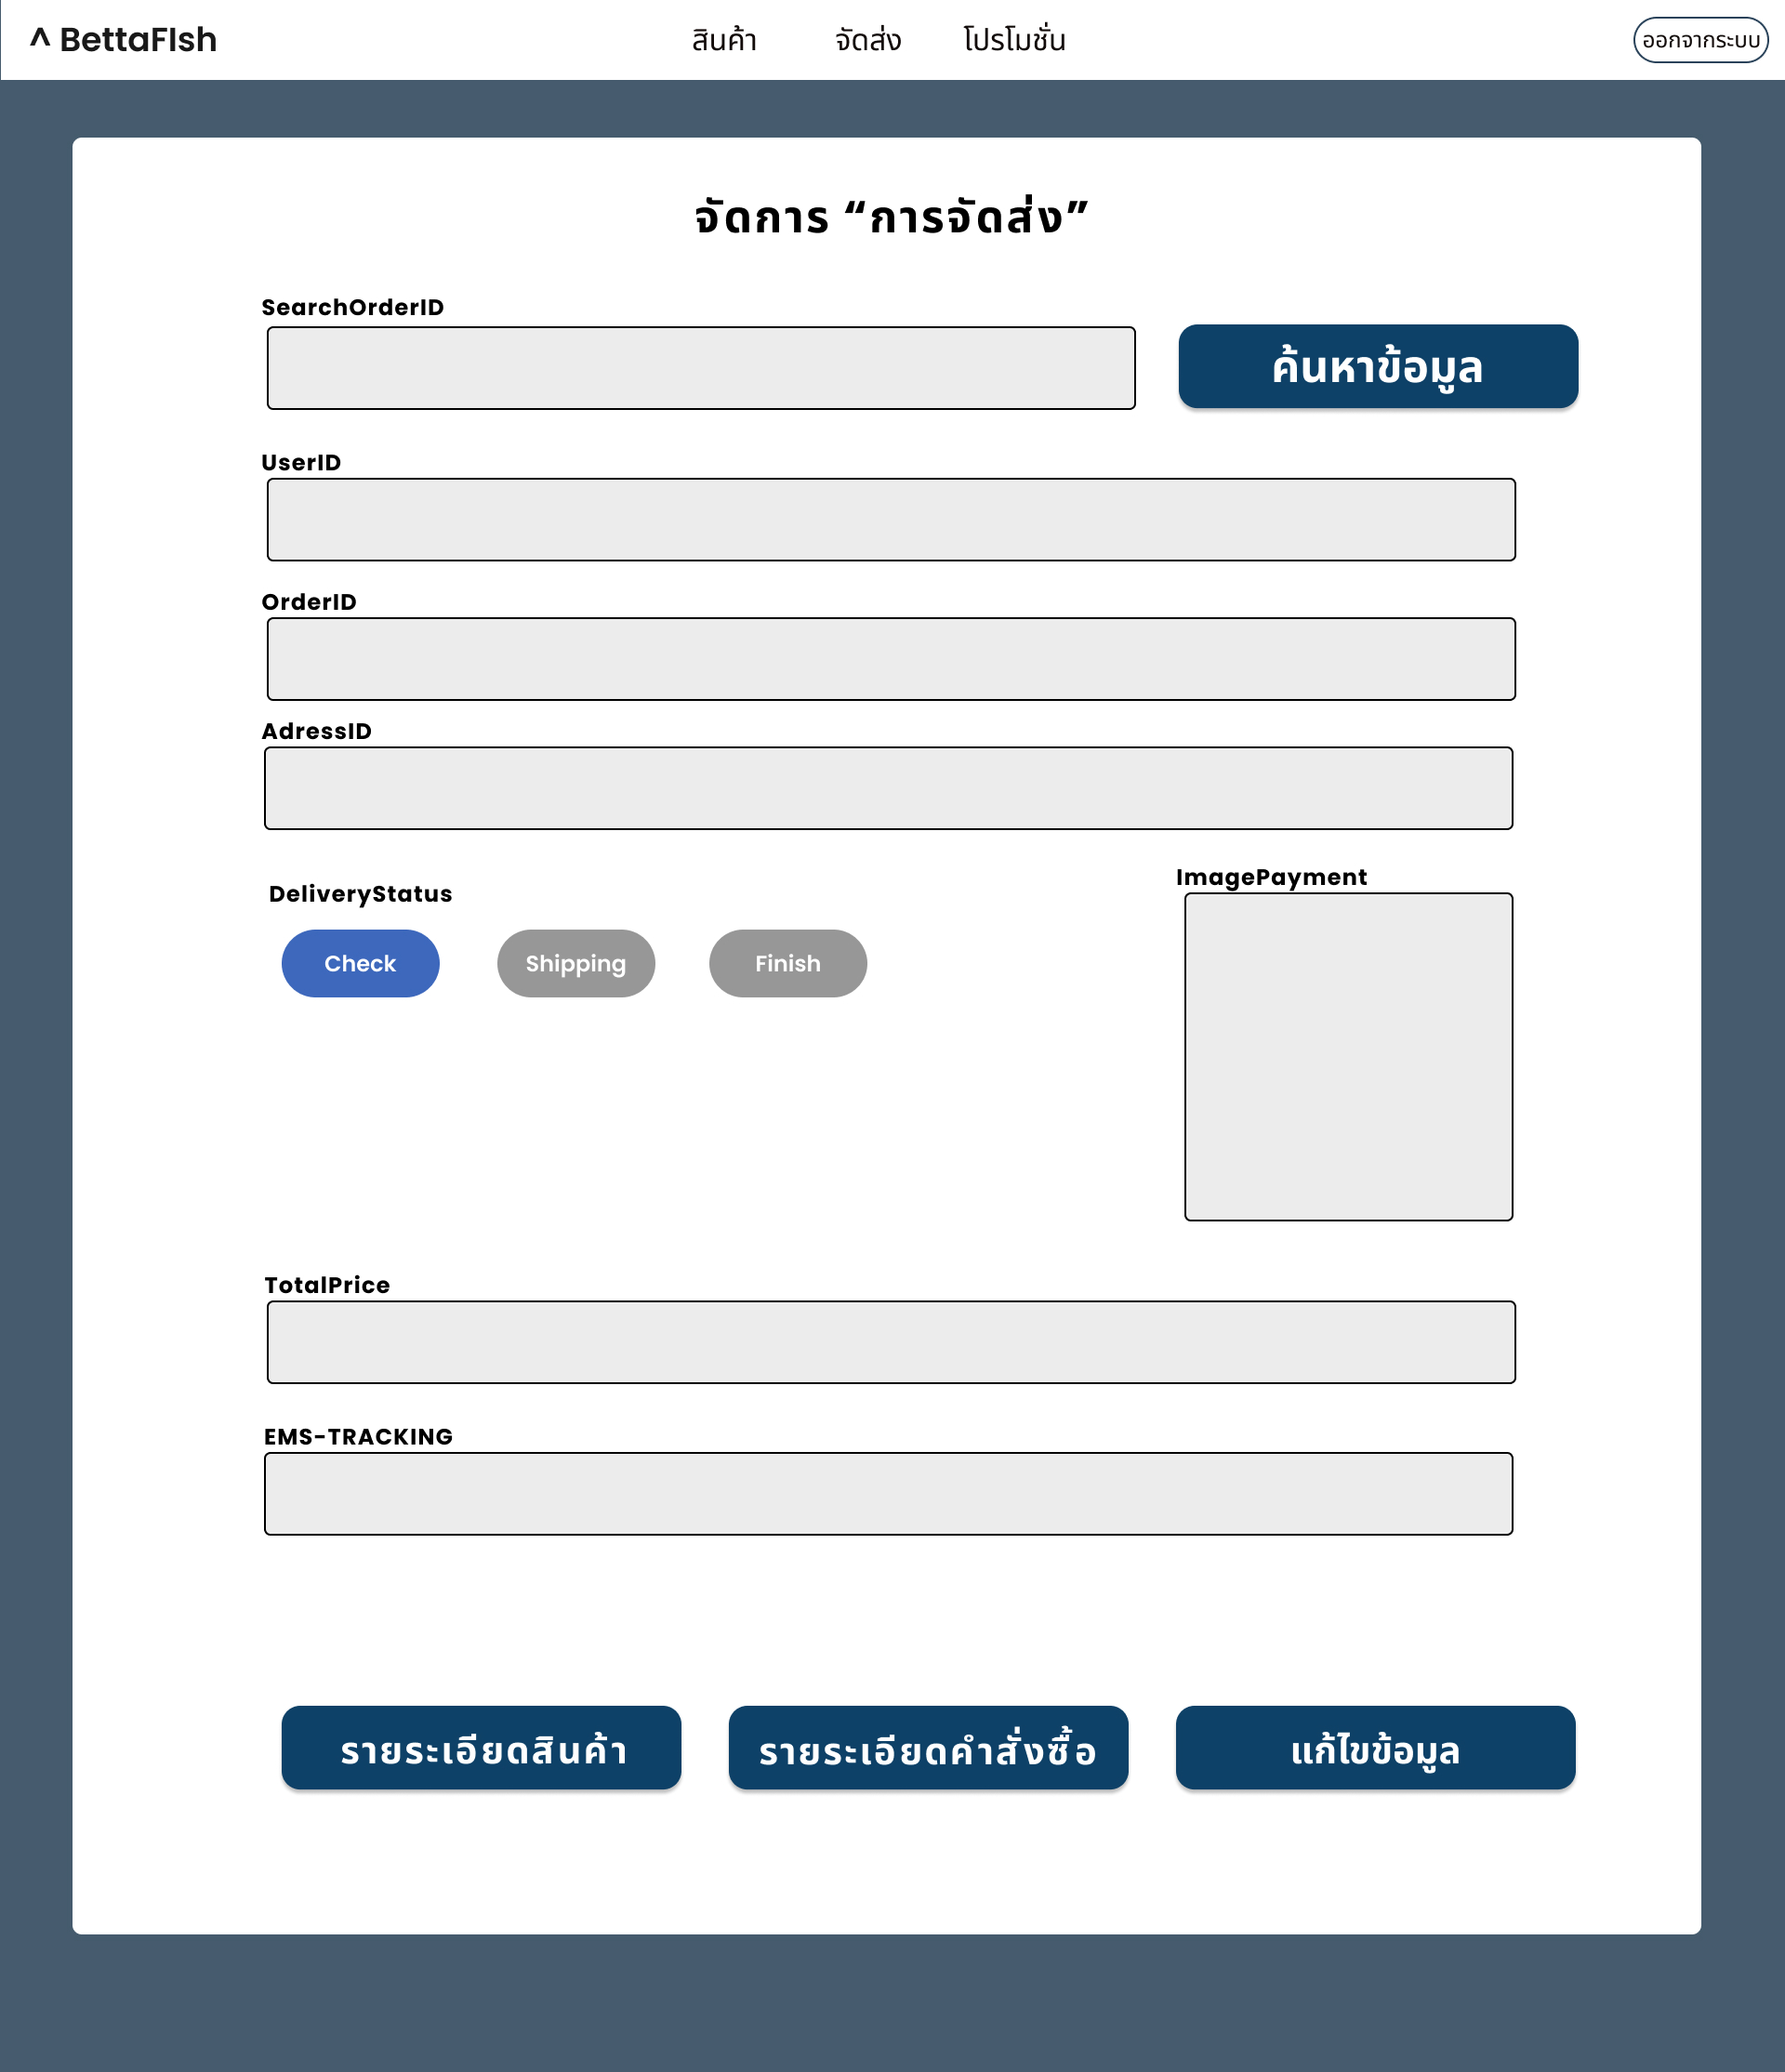 ^ BettaFIsh
สินค้า จัดส่ง โปรโมชั่น
ออกจากระบบ
จัดการ “การจัดส่ง”
SearchOrderID
ค้นหาข้อมูล
UserID
OrderID
AdressID
DeliveryStatus
Check Shipping Finish
ImagePayment
TotalPrice
EMS-TRACKING
รายระเอียดสินค้า
รายระเอียดคำสั่งซื้อ
แก้ไขข้อมูล